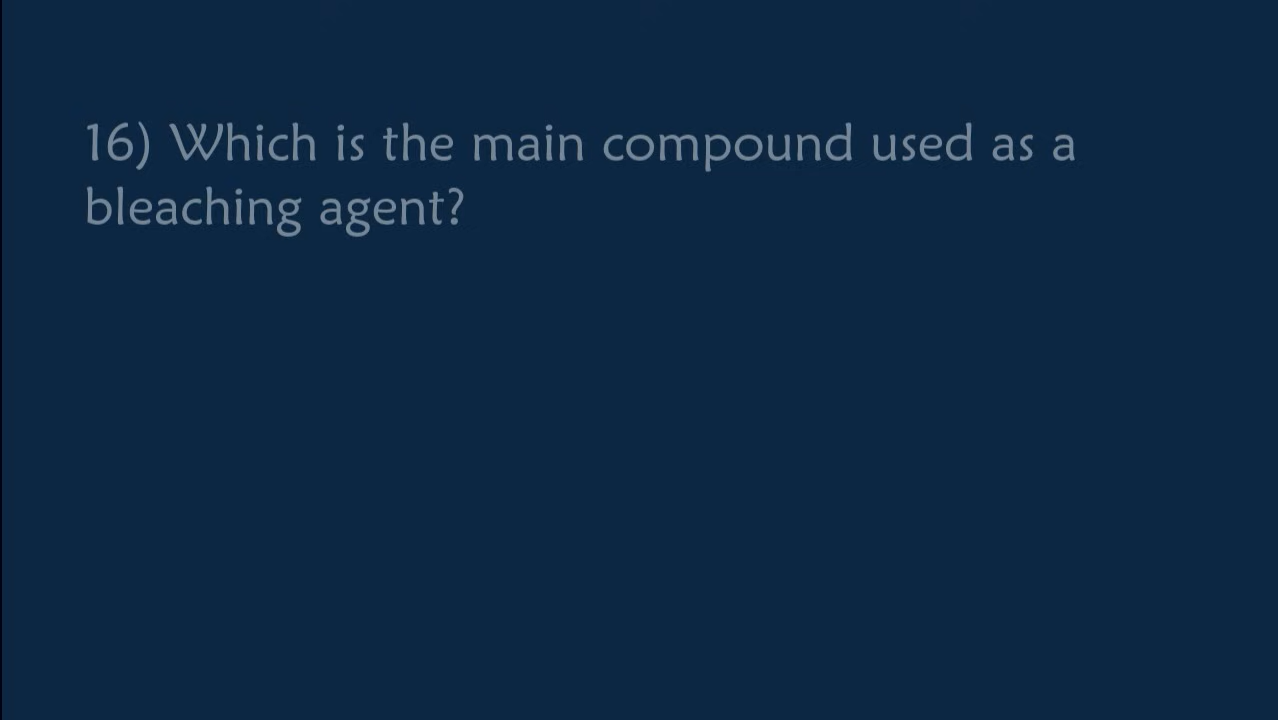 16) Which is the main compound used as a
bleaching agent?